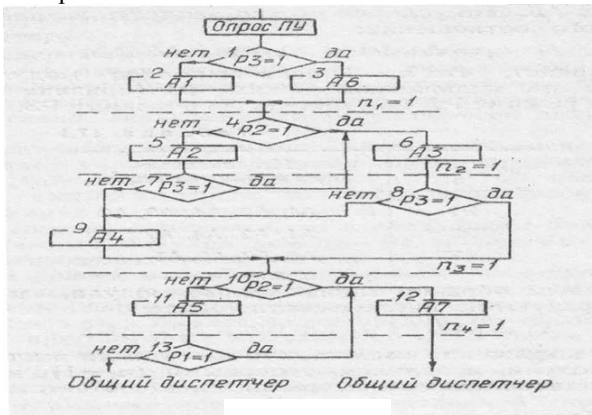 Опрос ПУ
нет 1 P3=1 да
2 A1 3 A6
n1=1
нет 4 P2=1 да
5 A2 6 A3
n2=1
нет 7 P3=1 да нет 8 P3=1 да
9 A4
n3=1
нет 10 P2=1 да
11 A5 12 A7
n4=1
нет 13 P1=1 да
Общий диспетчер Общий диспетчер